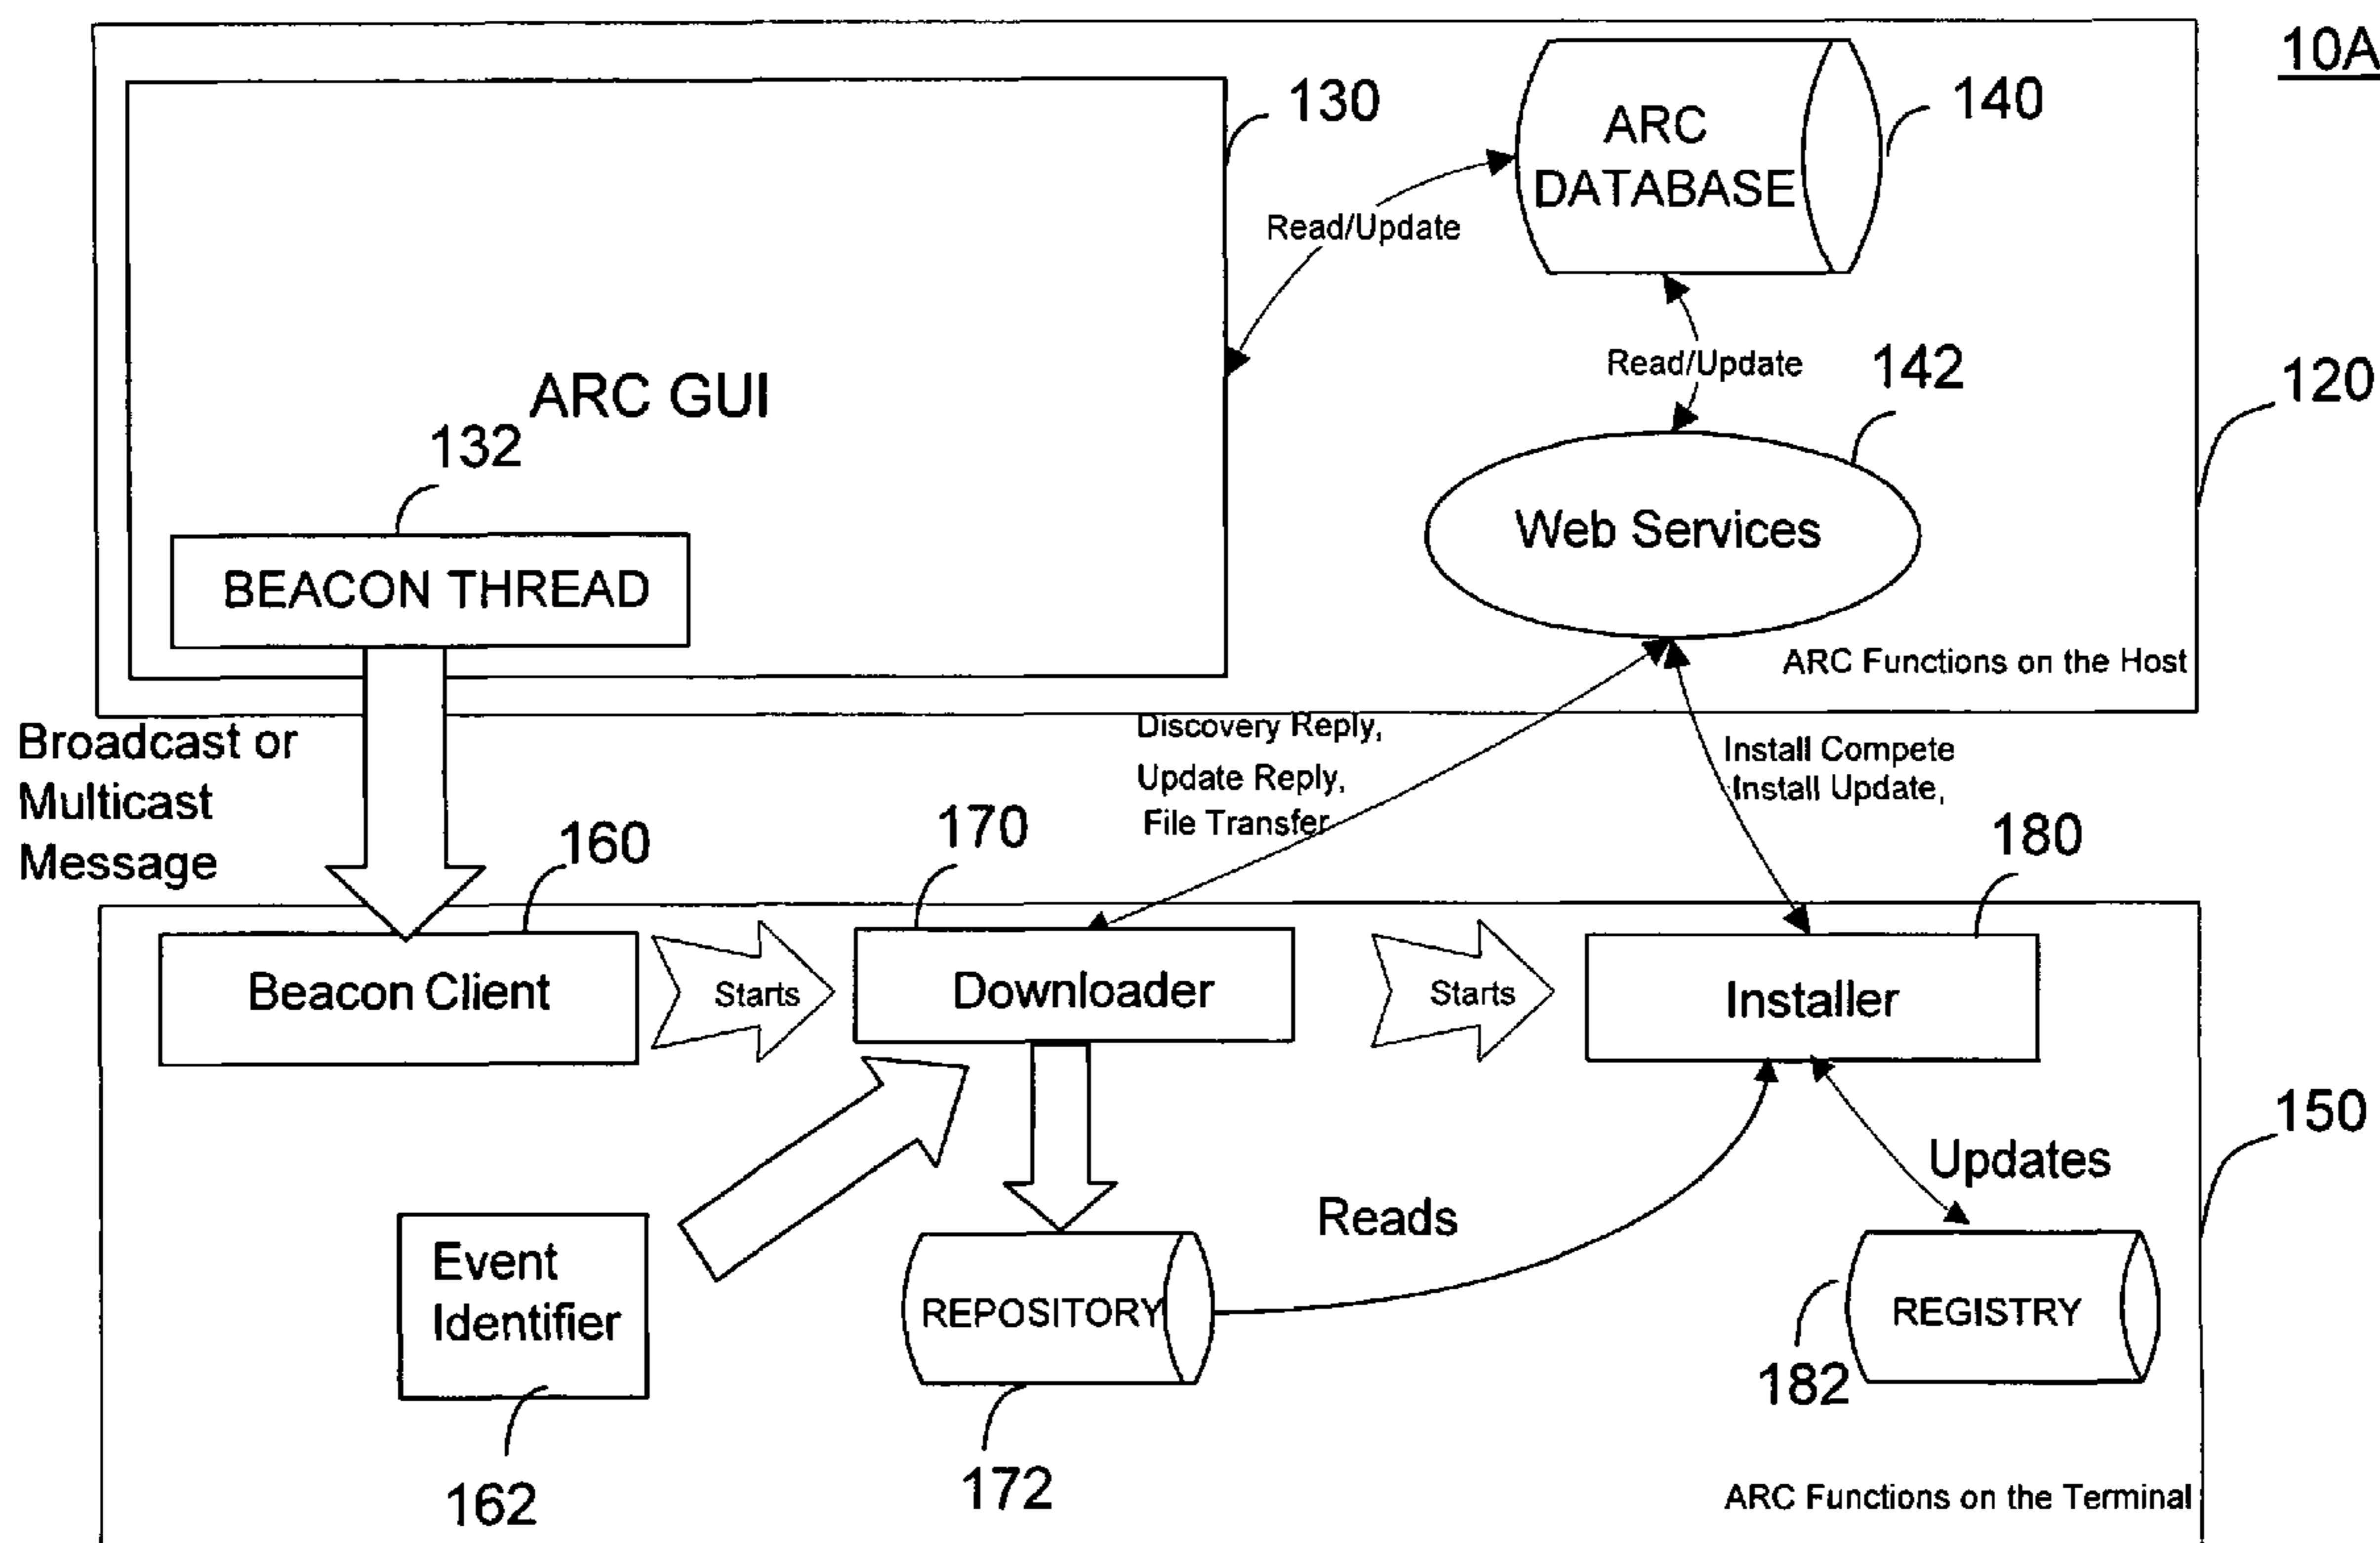 10A
130
ARC
DATABASE
140
Read/Update
Read/Update
142
120
ARC GUI
132
BEACON THREAD
Web Services
ARC Functions on the Host
Broadcast or
Multicast
Message
Discovery Reply,
Update Reply,
File Transfer
Install Compete
Install Update,
160
170
180
Beacon Client
Starts
Downloader
Starts
Installer
150
Updates
Reads
Event
Identifier
REPOSITORY
REGISTRY
182
162
172
ARC Functions on the Terminal